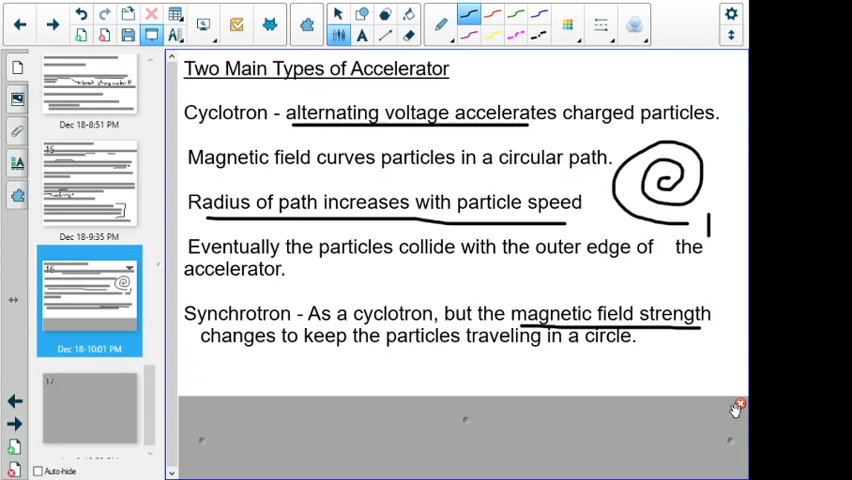 Two Main Types of Accelerator
Cyclotron - alternating voltage accelerates charged particles.
Magnetic field curves particles in a circular path.
Radius of path increases with particle speed
Eventually the particles collide with the outer edge of the
accelerator.
Synchrotron - As a cyclotron, but the magnetic field strength
changes to keep the particles traveling in a circle.
Dec 18-8:51 PM
15
Dec 18-9:35 PM
16
Dec 18-10:01 PM
17
Auto-hide